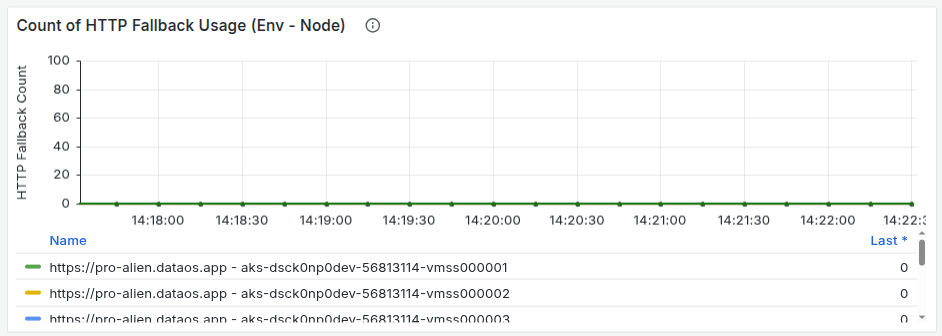 Count of HTTP Fallback Usage (Env - Node)
HTTP Fallback Count
100
80
60
40
20
0
14:18:00 14:18:30 14:19:00 14:19:30 14:20:00 14:20:30 14:21:00 14:21:30 14:22:00 14:22:
Name Last *
https://pro-alien.dataos.app - aks-dsck0np0dev-56813114-vmss000001 0
https://pro-alien.dataos.app - aks-dsck0np0dev-56813114-vmss000002 0
https://pro-alien.dataos.app - aks-dsck0np0dev-56813114-vmss000003 0